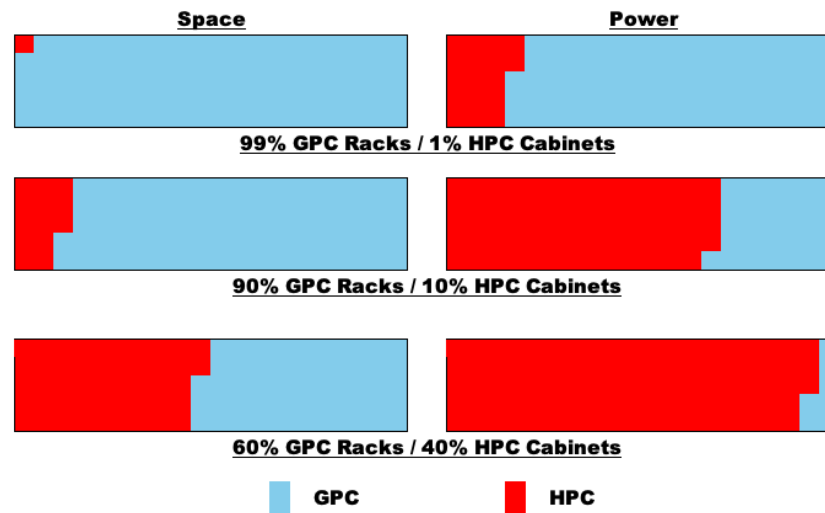 Space
Power
99% GPC Racks / 1% HPC Cabinets
90% GPC Racks / 10% HPC Cabinets
60% GPC Racks / 40% HPC Cabinets
GPC
HPC